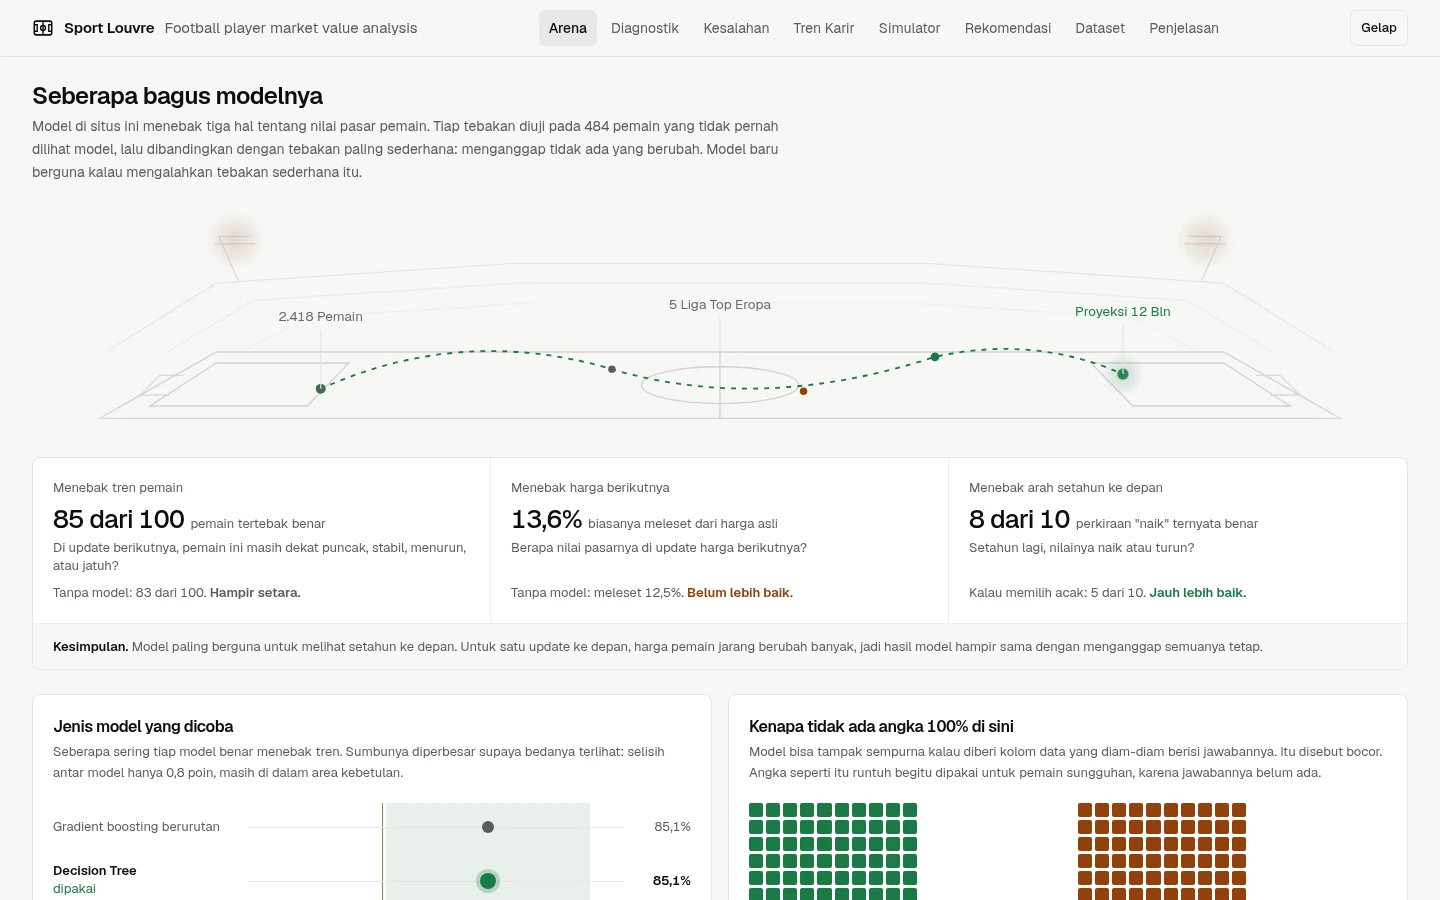 Sport Louvre Football player market value analysis
Arena
Diagnostik
Kesalahan
Tren Karir
Simulator
Rekomendasi
Dataset
Penjelasan
Gelap
Seberapa bagus modelnya
Model di situs ini menebak tiga hal tentang nilai pasar pemain. Tiap tebakan diuji pada 484 pemain yang tidak pernah
dilihat model, lalu dibandingkan dengan tebakan paling sederhana: menganggap tidak ada yang berubah. Model baru
berguna kalau mengalahkan tebakan sederhana itu.
2.418 Pemain
5 Liga Top Eropa
Proyeksi 12 Bln
Menebak tren pemain
85 dari 100 pemain tertebak benar
Di update berikutnya, pemain ini masih dekat puncak, stabil, menurun,
atau jatuh?
Tanpa model: 83 dari 100. Hampir setara.
Menebak harga berikutnya
13,6% biasanya meleset dari harga asli
Berapa nilai pasarnya di update harga berikutnya?
Tanpa model: meleset 12,5%. Belum lebih baik.
Menebak arah setahun ke depan
8 dari 10 perkiraan "naik" ternyata benar
Setahun lagi, nilainya naik atau turun?
Kalau memilih acak: 5 dari 10. Jauh lebih baik.
Kesimpulan. Model paling berguna untuk melihat setahun ke depan. Untuk satu update ke depan, harga pemain jarang berubah banyak, jadi hasil model hampir sama dengan menganggap semuanya tetap.
Jenis model yang dicoba
Seberapa sering tiap model benar menebak tren. Sumbunya diperbesar supaya bedanya terlihat: selisih
antar model hanya 0,8 poin, masih di dalam area kebetulan.
Gradient boosting berurutan
85,1%
Decision Tree
dipakai
85,1%
Kenapa tidak ada angka 100% di sini
Model bisa tampak sempurna kalau diberi kolom data yang diam-diam berisi jawabannya. Itu disebut bocor.
Angka seperti itu runtuh begitu dipakai untuk pemain sungguhan, karena jawabannya belum ada.